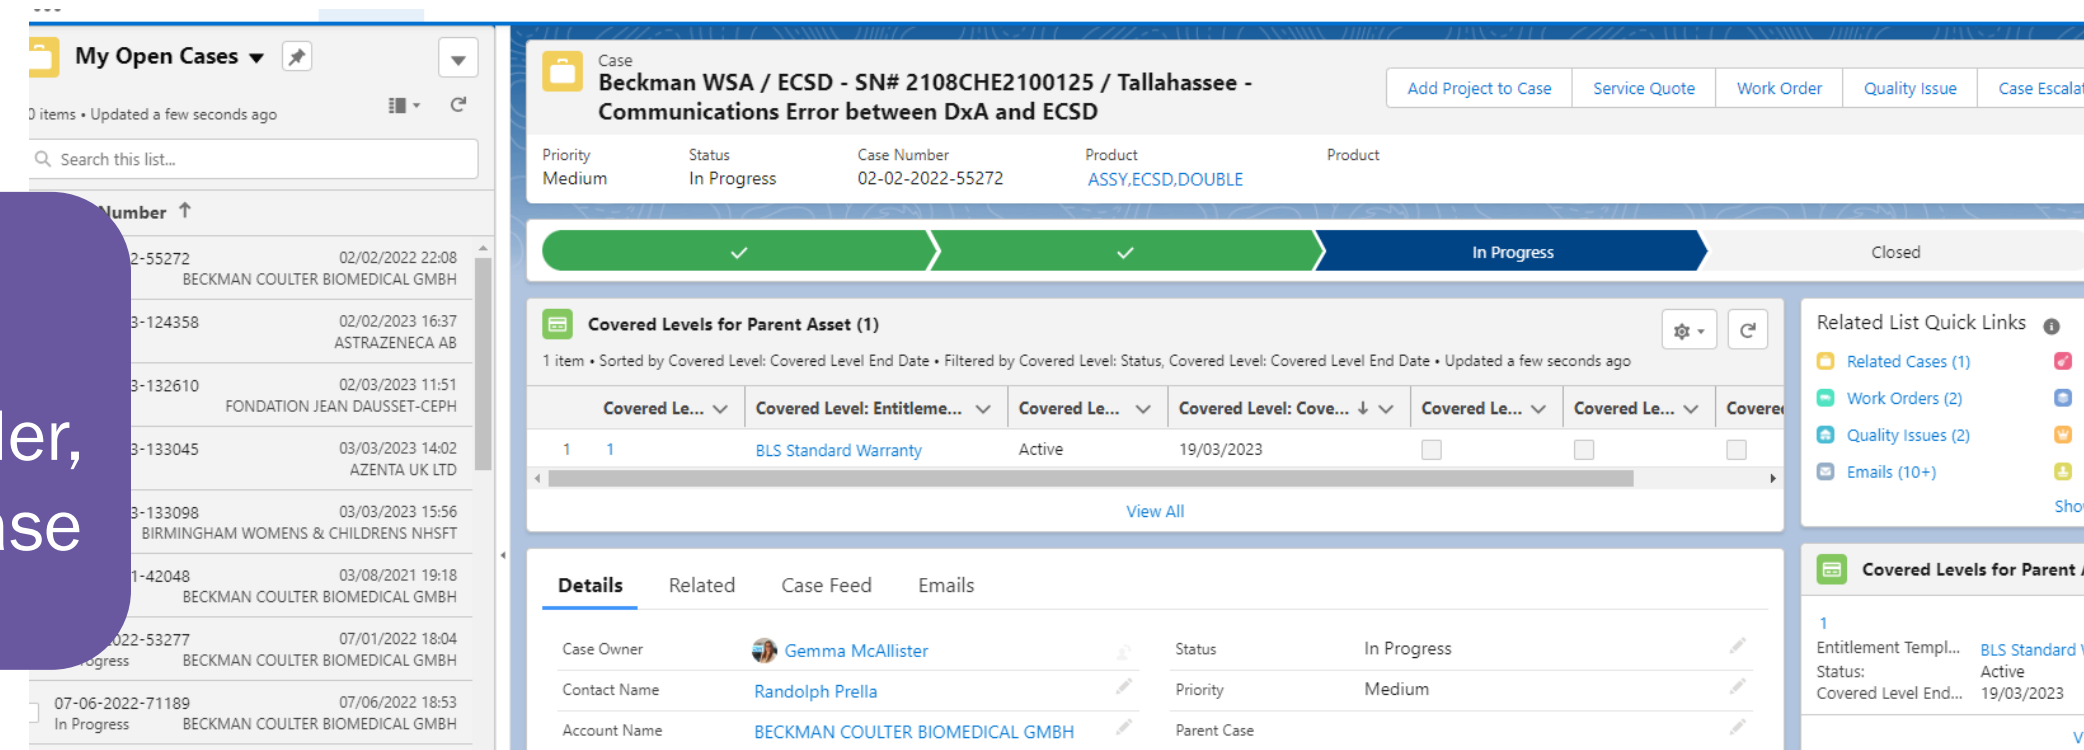 My Open Cases
0 items • Updated a few seconds ago
Search this list...
Number
2-55272 02/02/2022 22:08
BECKMAN COULTER BIOMEDICAL GMBH
3-124358 02/02/2023 16:37
ASTRAZENECA AB
3-132610 02/03/2023 11:51
FONDATION JEAN DAUSSET-CEPH
3-133045 03/03/2023 14:02
AZENTA UK LTD
3-133098 03/03/2023 15:56
BIRMINGHAM WOMENS & CHILDRENS NHSFT
1-42048 03/08/2021 19:18
BECKMAN COULTER BIOMEDICAL GMBH
022-53277 07/01/2022 18:04
ogress BECKMAN COULTER BIOMEDICAL GMBH
07-06-2022-71189 07/06/2022 18:53
In Progress BECKMAN COULTER BIOMEDICAL GMBH
ler,
ase
Case
Beckman WSA / ECSD - SN# 2108CHE2100125 / Tallahassee -
Communications Error between DxA and ECSD
Add Project to Case Service Quote Work Order Quality Issue Case Escalat
Priority Status Case Number Product Product
Medium In Progress 02-02-2022-55272 ASSY,ECSD,DOUBLE
In Progress Closed
Covered Levels for Parent Asset (1)
1 item • Sorted by Covered Level: Covered Level End Date • Filtered by Covered Level: Status, Covered Level: Covered Level End Date • Updated a few seconds ago
Covered Le... Covered Level: Entitleme... Covered Le... Covered Level: Cove... Covered Le... Covered Le... Covered
1 1 BLS Standard Warranty Active 19/03/2023
View All
Related List Quick Links
Related Cases (1)
Work Orders (2)
Quality Issues (2)
Emails (10+)
Sho
Details Related Case Feed Emails
Case Owner Gemma McAllister Status In Progress
Contact Name Randolph Prella Priority Medium
Account Name BECKMAN COULTER BIOMEDICAL GMBH Parent Case
Covered Levels for Parent A
1
Entitlement Templ... BLS Standard W
Status: Active
Covered Level End... 19/03/2023
V